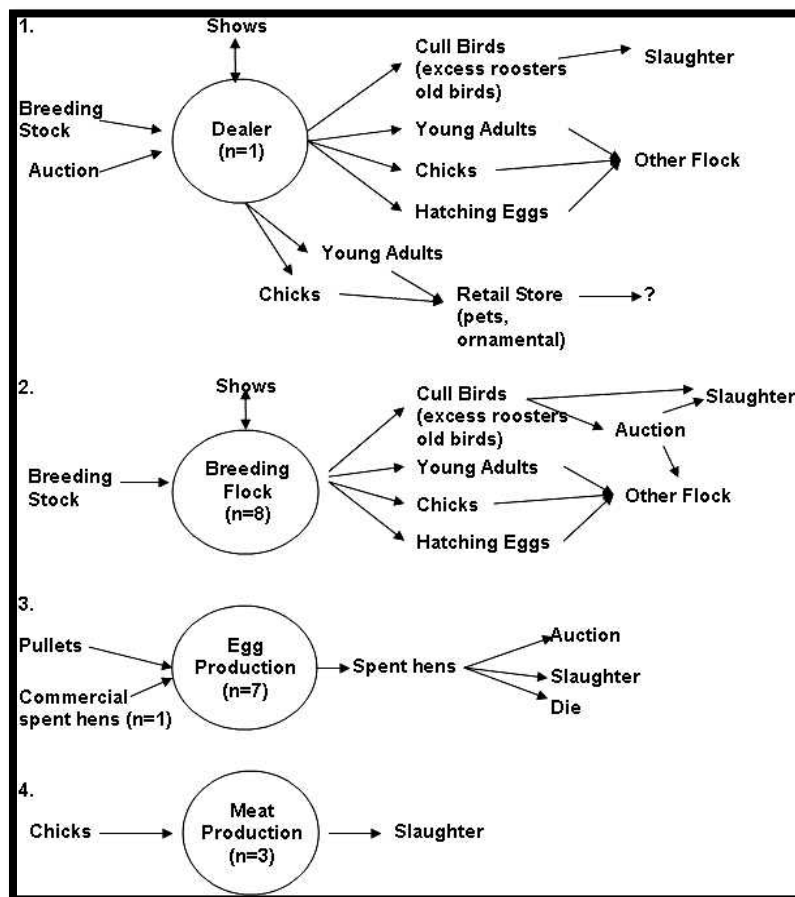 1.
Shows
Breeding
Stock
Auction
Dealer
(n=1)
Cull Birds
(excess roosters
old birds)
Slaughter
Young Adults
Chicks
Hatching Eggs
Other Flock
Young Adults
Chicks
Retail Store
(pets,
ornamental)
?
2.
Shows
Breeding
Stock
Breeding
Flock
(n=8)
Cull Birds
(excess roosters
old birds)
Slaughter
Auction
Young Adults
Chicks
Hatching Eggs
Other Flock
3.
Pullets
Commercial
spent hens (n=1)
Egg
Production
(n=7)
Spent hens
Auction
Slaughter
Die
4.
Chicks
Meat
Production
(n=3)
Slaughter